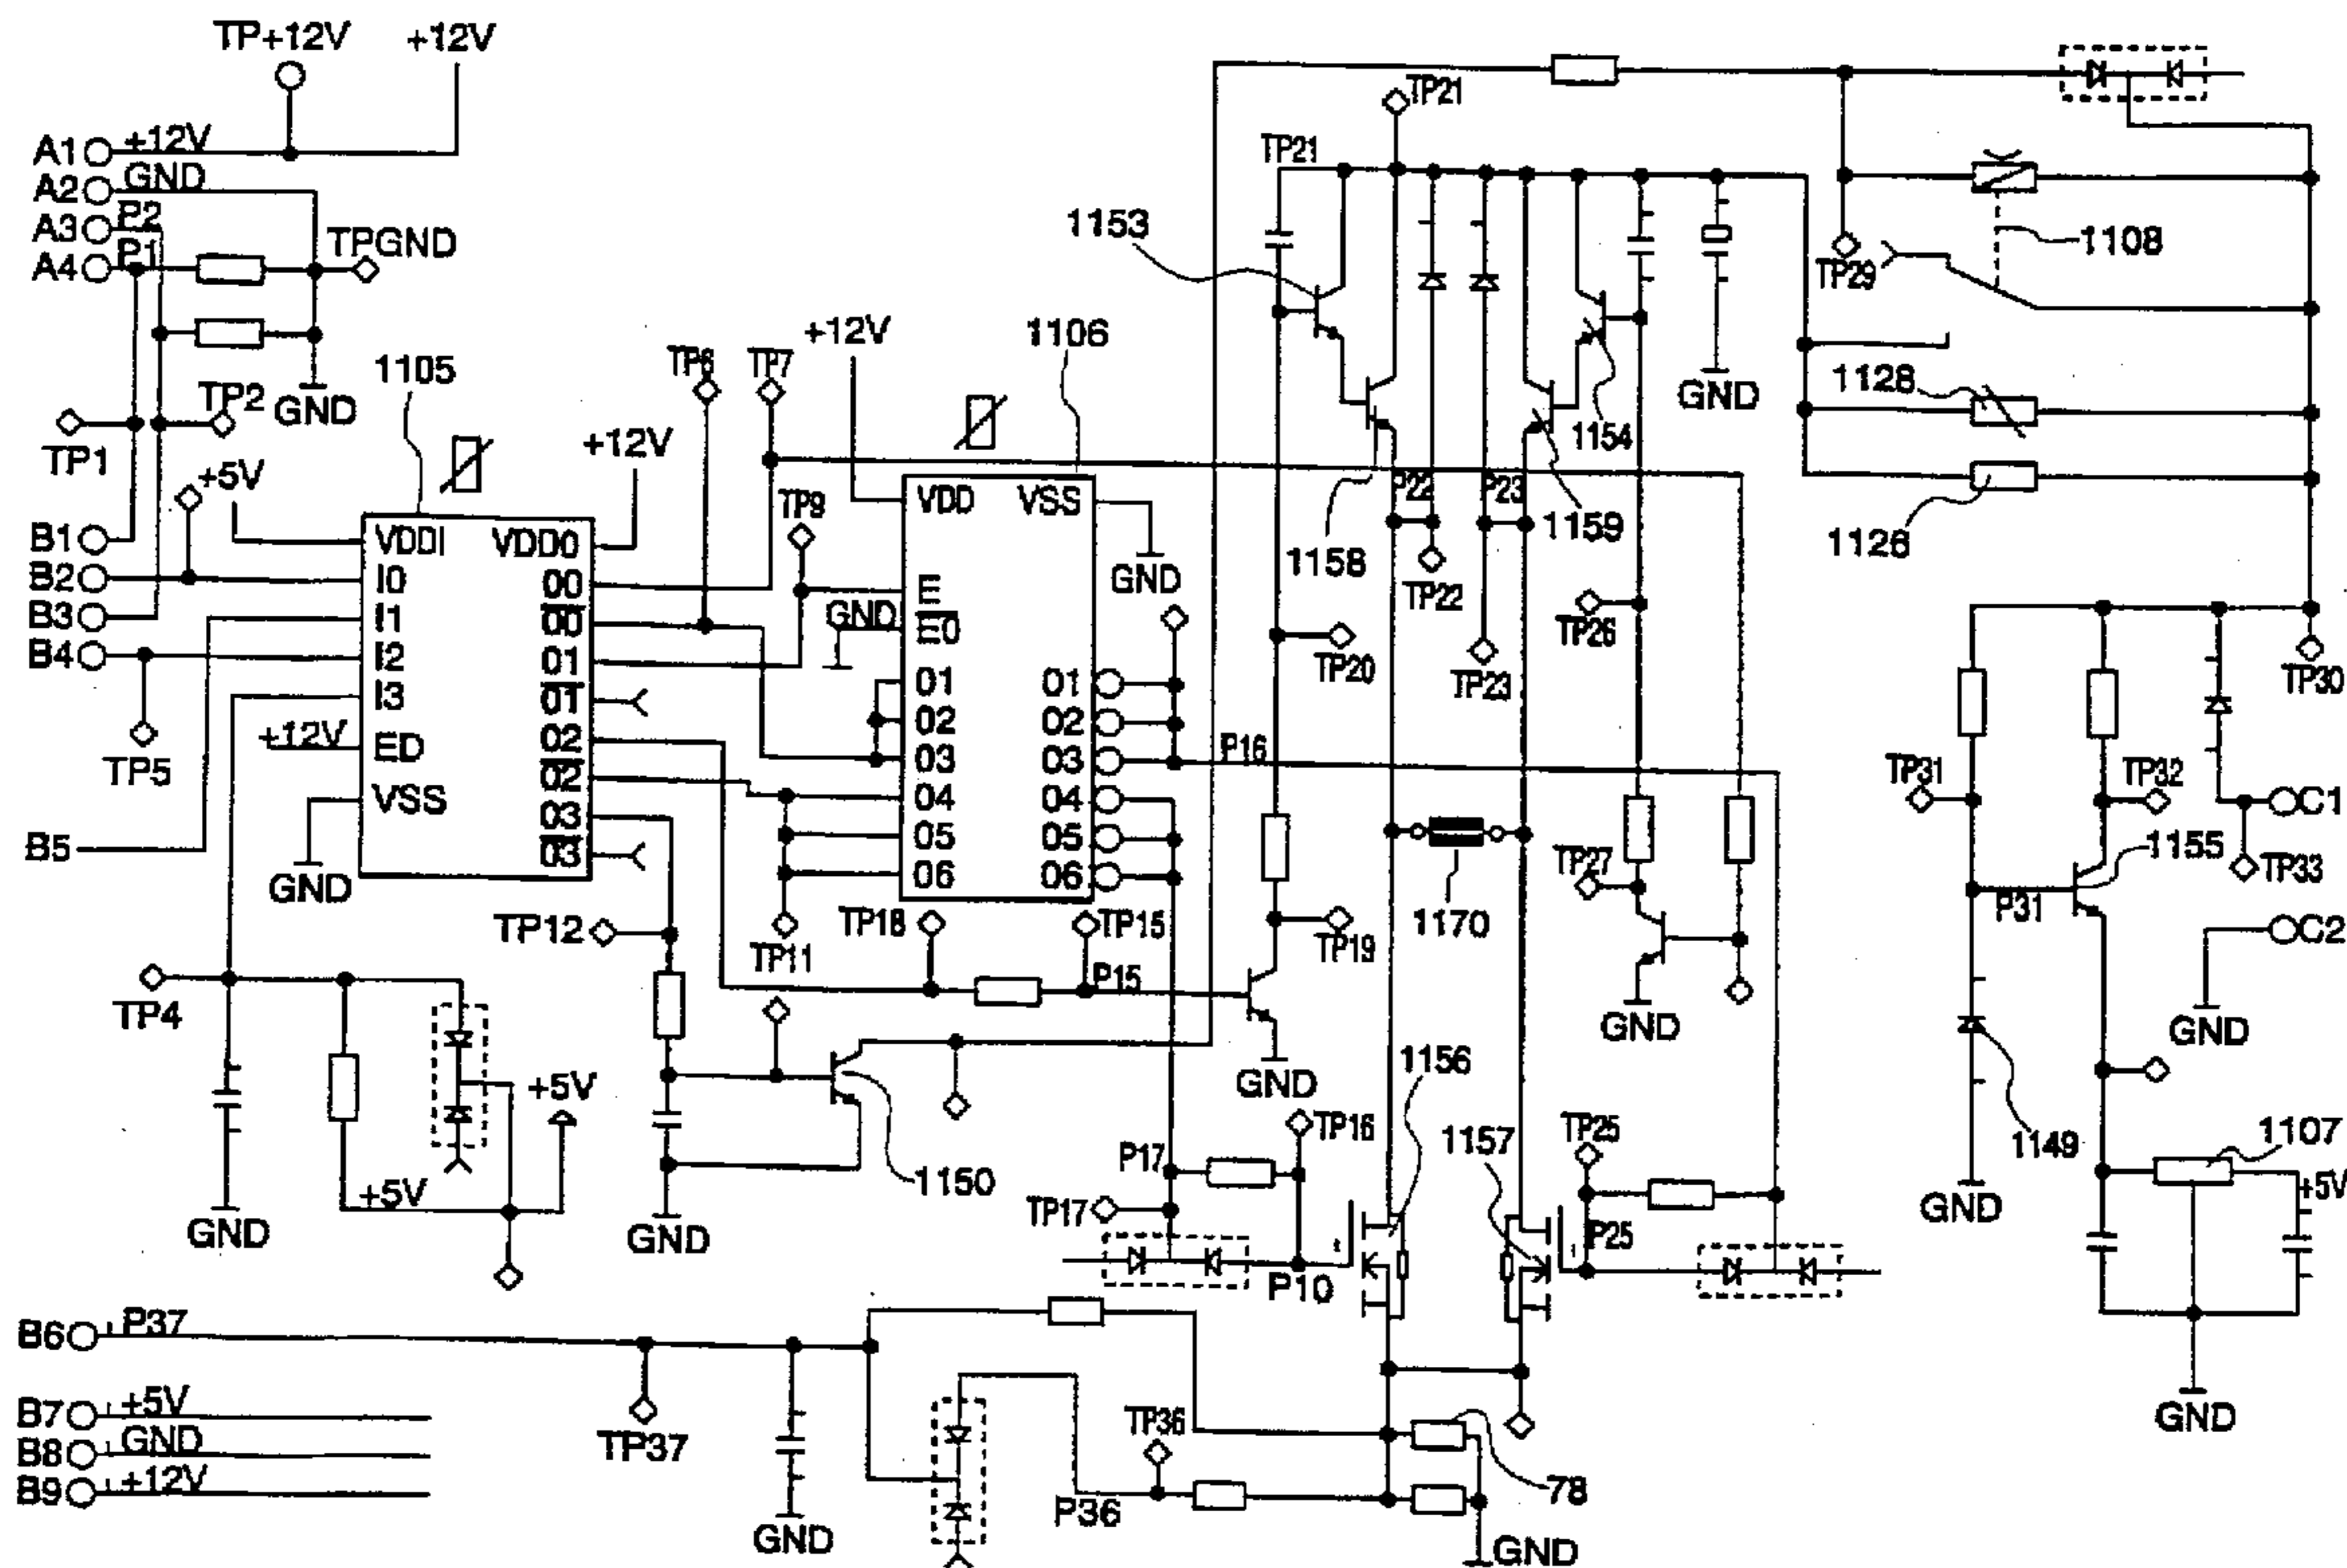 TP+12V
+12V
A1 +12V
A2 GND
A3 P2
A4 P1
TPGND
GND
TP1
TP2
+5V
1105
+12V
B1
B2
B3
B4
B5
TP5
VDDI VDD0
I0 00
I1 00
I2 01
I3 01
+12V
ED 02
02
VSS 03
03
GND
TP6
TP7
TP9
+12V
1106
VDD VSS
GND
E
GND
E0
01 01
02 02
03 03
04 04
05 05
06 06
P16
TP11
TP12
TP18
TP15
P15
TP4
GND
+5V
+5V
GND
1150
TP21
TP21
1153
1158
P22
P23
TP22
TP23
1159
1154
GND
TP20
TP19
GND
TP26
TP27
GND
1170
TP29
1108
1128
1126
TP30
TP31
TP32
P31
1155
C1
TP33
C2
GND
1149
GND
1107
+5V
GND
1156
1157
TP16
P17
TP17
P10
TP25
P25
B6 P37
TP37
B7 +5V
B8 GND
B9 +12V
GND
TP36
P36
78
GND